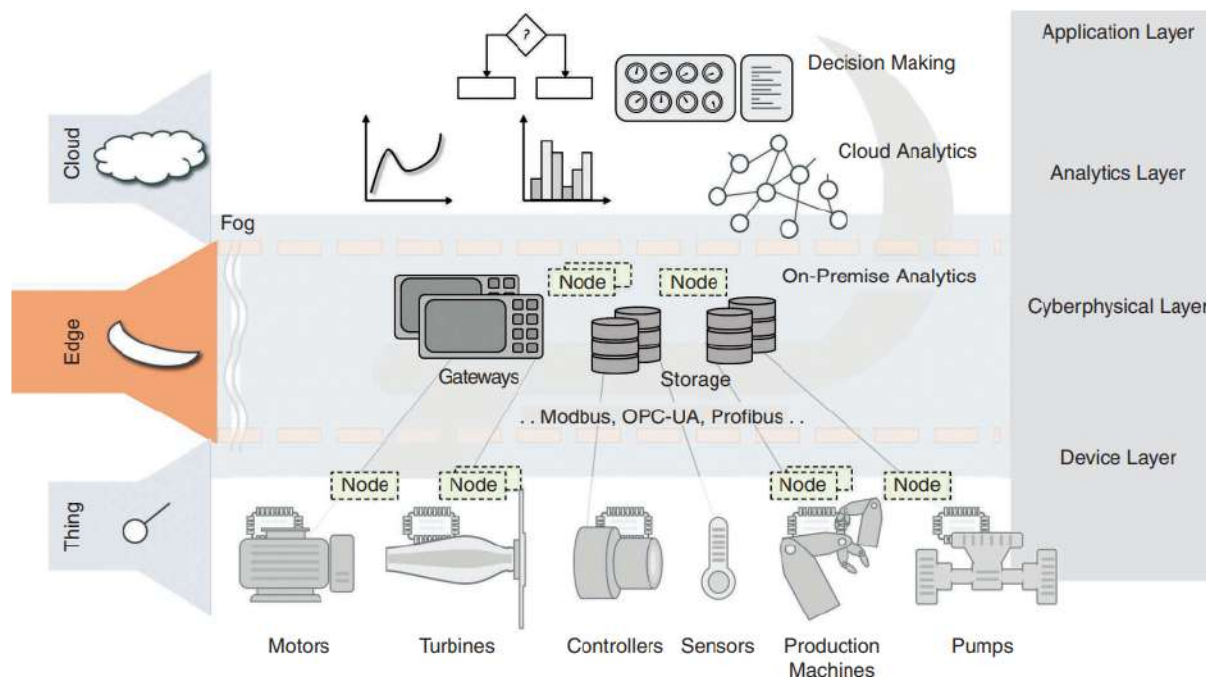 Application Layer
?
Decision Making
Cloud
Cloud Analytics
Analytics Layer
Fog
Node
Node
On-Premise Analytics
Cyberphysical Layer
Edge
Gateways
Storage
. . Modbus, OPC-UA, Profibus . .
Device Layer
Node
Node
Node
Node
Thing
Motors
Turbines
Controllers
Sensors
Production
Machines
Pumps